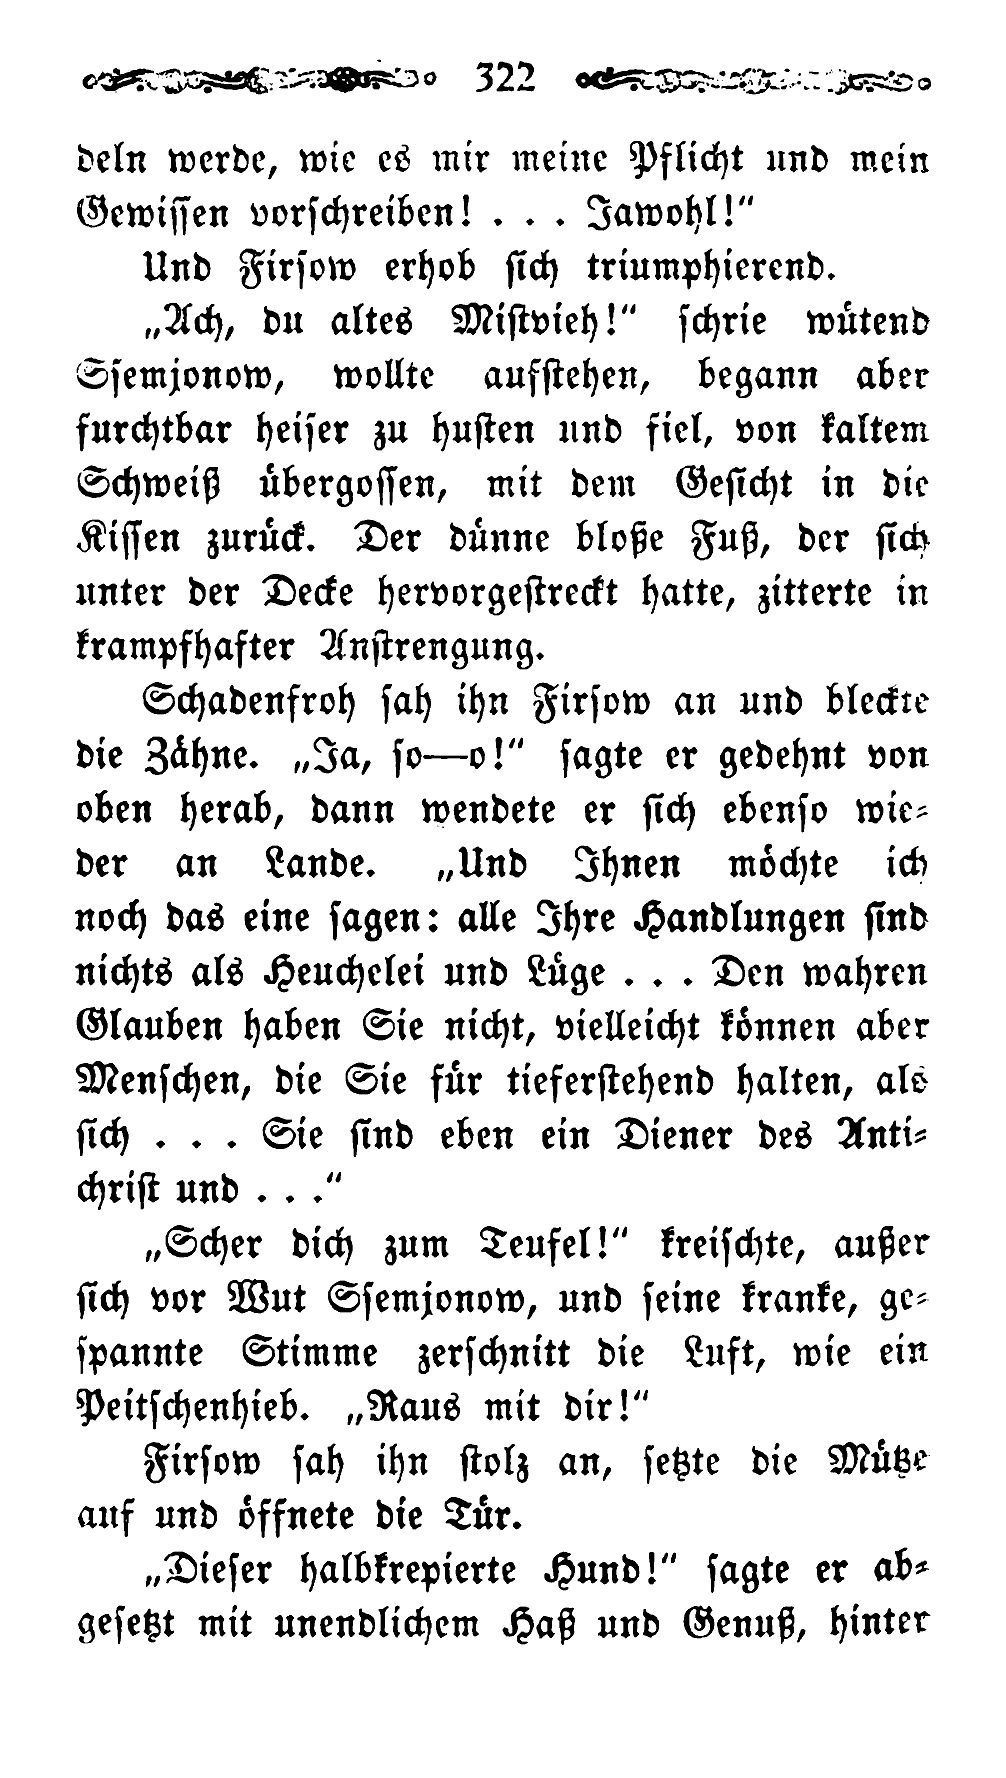 322
deln werde, wie es mir meine Pflicht und mein
Gewissen vorschreiben! . . . Jawohl!“
Und Firsow erhob sich triumphierend.
„Ach, du altes Mistvieh!“ schrie wütend
Ssemjonow, wollte aufstehen, begann aber
furchtbar heiser zu husten und fiel, von kaltem
Schweiß übergossen, mit dem Gesicht in die
Kissen zurück. Der dünne bloße Fuß, der sich
unter der Decke hervorgestreckt hatte, zitterte in
krampfhafter Anstrengung.
Schadenfroh sah ihn Firsow an und bleckte
die Zähne. „Ja, so—o!“ sagte er gedehnt von
oben herab, dann wendete er sich ebenso wie-
der an Lande. „Und Ihnen möchte ich
noch das eine sagen: alle Ihre Handlungen sind
nichts als Heuchelei und Lüge . . . Den wahren
Glauben haben Sie nicht, vielleicht können aber
Menschen, die Sie für tieferstehend halten, als
sich . . . Sie sind eben ein Diener des Anti-
christ und . . .“
„Scher dich zum Teufel!“ kreischte, außer
sich vor Wut Ssemjonow, und seine kranke, ge-
spannte Stimme zerschnitt die Luft, wie ein
Peitschenhieb. „Raus mit dir!“
Firsow sah ihn stolz an, setzte die Mütze
auf und öffnete die Tür.
„Dieser halbkrepierte Hund!“ sagte er ab-
gesetzt mit unendlichem Haß und Genuß, hinter